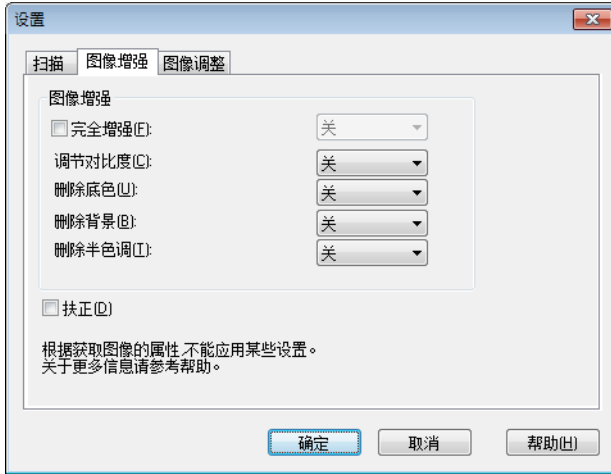 设置
扫描 图像增强 图像调整
图像增强
完全增强(F): 关
调节对比度(C): 关
删除底色(U): 关
删除背景(B): 关
删除半色调(T): 关
扶正(D)
根据获取图像的属性,不能应用某些设置。
关于更多信息请参考帮助。
确定 取消 帮助(H)